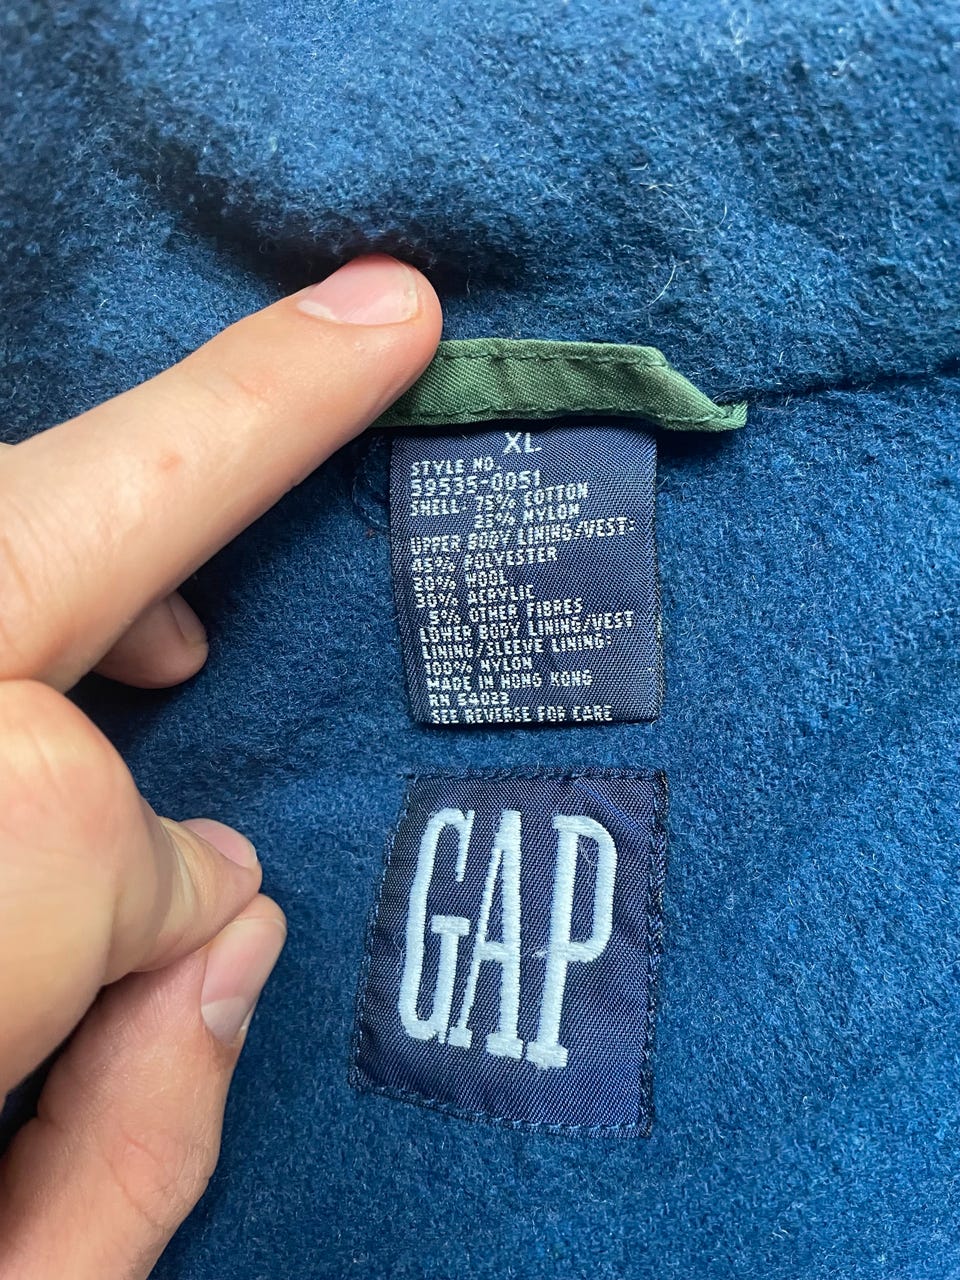 XL
STYLE NO.
59535-0051
SHELL: 75% COTTON
25% NYLON
UPPER BODY LINING/VEST:
45% POLYESTER
20% WOOL
30% ACRYLIC
5% OTHER FIBRES
LOWER BODY LINING/VEST
LINING/SLEEVE LINING:
100% NYLON
MADE IN HONG KONG
RN 54023
SEE REVERSE FOR CARE
GAP